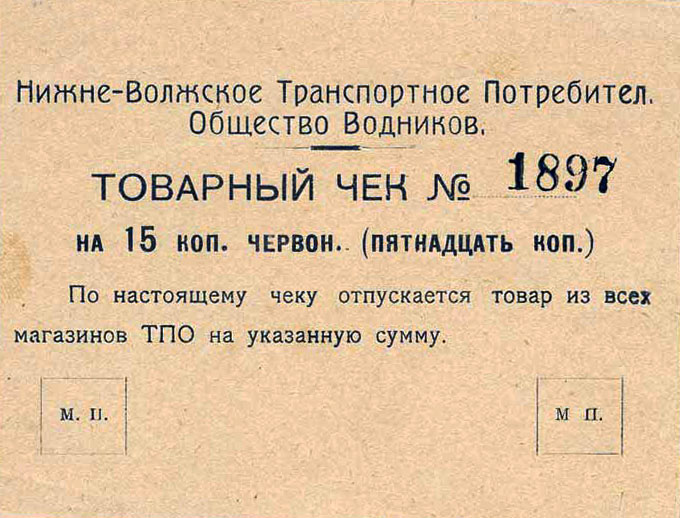 Нижне-Волжское Транспортное Потребител.
Общество Водников.
ТОВАРНЫЙ ЧЕК № 1897
НА 15 КОП. ЧЕРВОН. (ПЯТНАДЦАТЬ КОП.)
По настоящему чеку отпускается товар из всех
магазинов ТПО на указанную сумму.
М. П. М П.